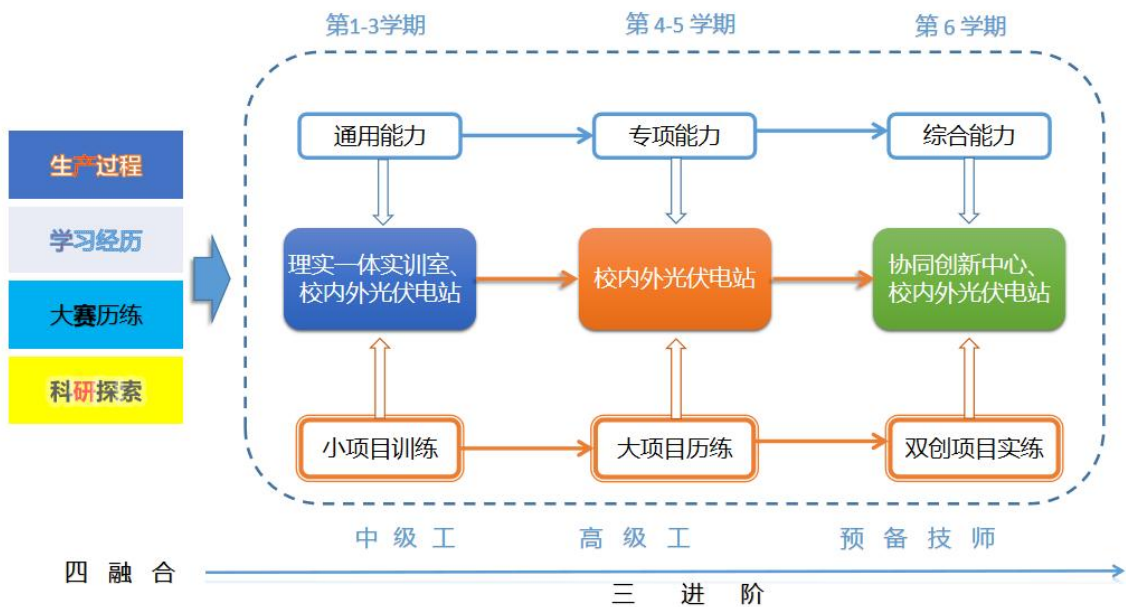 第1-3学期
第 4-5 学期
第 6 学期
生产过程
学习经历
大赛历练
科研探索
通用能力
专项能力
综合能力
理实一体实训室、
校内外光伏电站
校内外光伏电站
协同创新中心、
校内外光伏电站
小项目训练
大项目历练
双创项目实练
中 级 工
高 级 工
预 备 技 师
四 融 合
三 进 阶